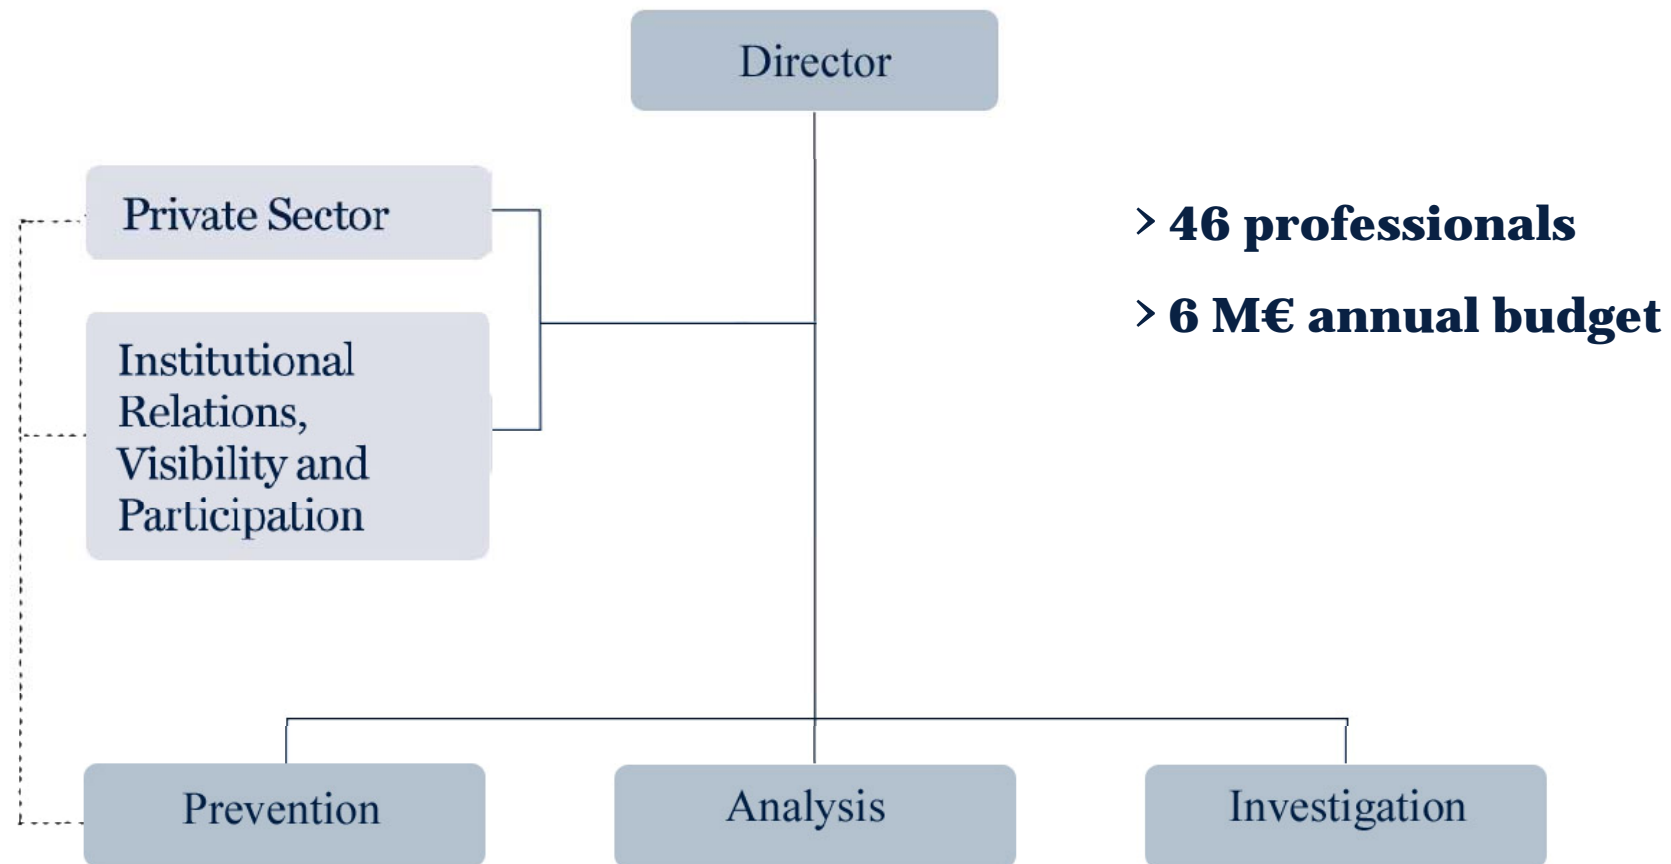 Director
Private Sector
> 46 professionals
> 6 M€ annual budget
Institutional
Relations,
Visibility and
Participation
Prevention
Analysis
Investigation